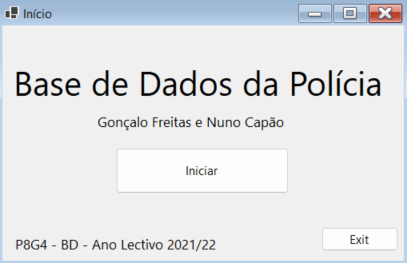 Início
Base de Dados da Polícia
Gonçalo Freitas e Nuno Capão
Iniciar
Exit
P8G4 - BD - Ano Lectivo 2021/22